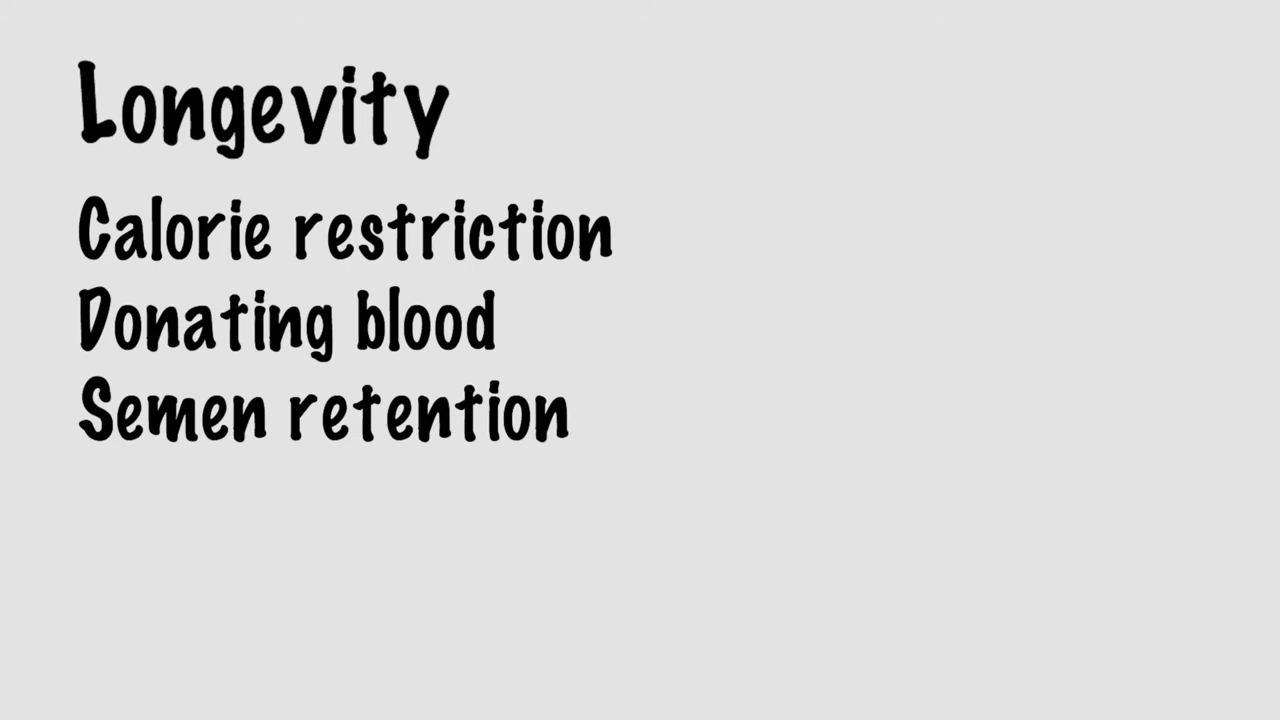 Longevity
Calorie restriction
Donating blood
Semen retention